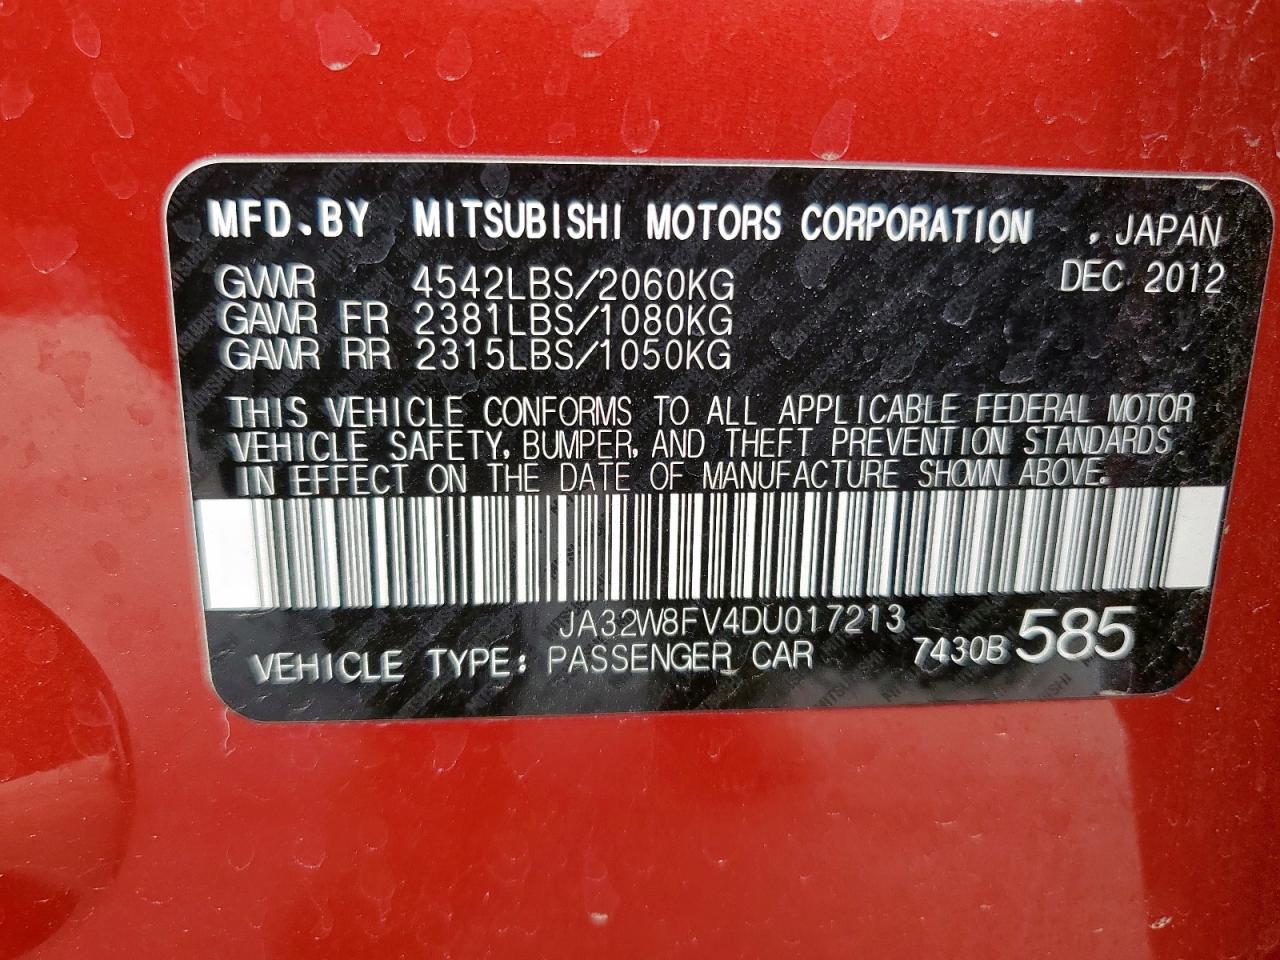 MFD.BY MITSUBISHI MOTORS CORPORATION , JAPAN
GVWR 4542LBS/2060KG DEC 2012
GAWR FR 2381LBS/1080KG
GAWR RR 2315LBS/1050KG
THIS VEHICLE CONFORMS TO ALL APPLICABLE FEDERAL MOTOR
VEHICLE SAFETY, BUMPER, AND THEFT PREVENTION STANDARDS
IN EFFECT ON THE DATE OF MANUFACTURE SHOWN ABOVE.
JA32W8FV4DU017213
VEHICLE TYPE: PASSENGER CAR 7430B 585